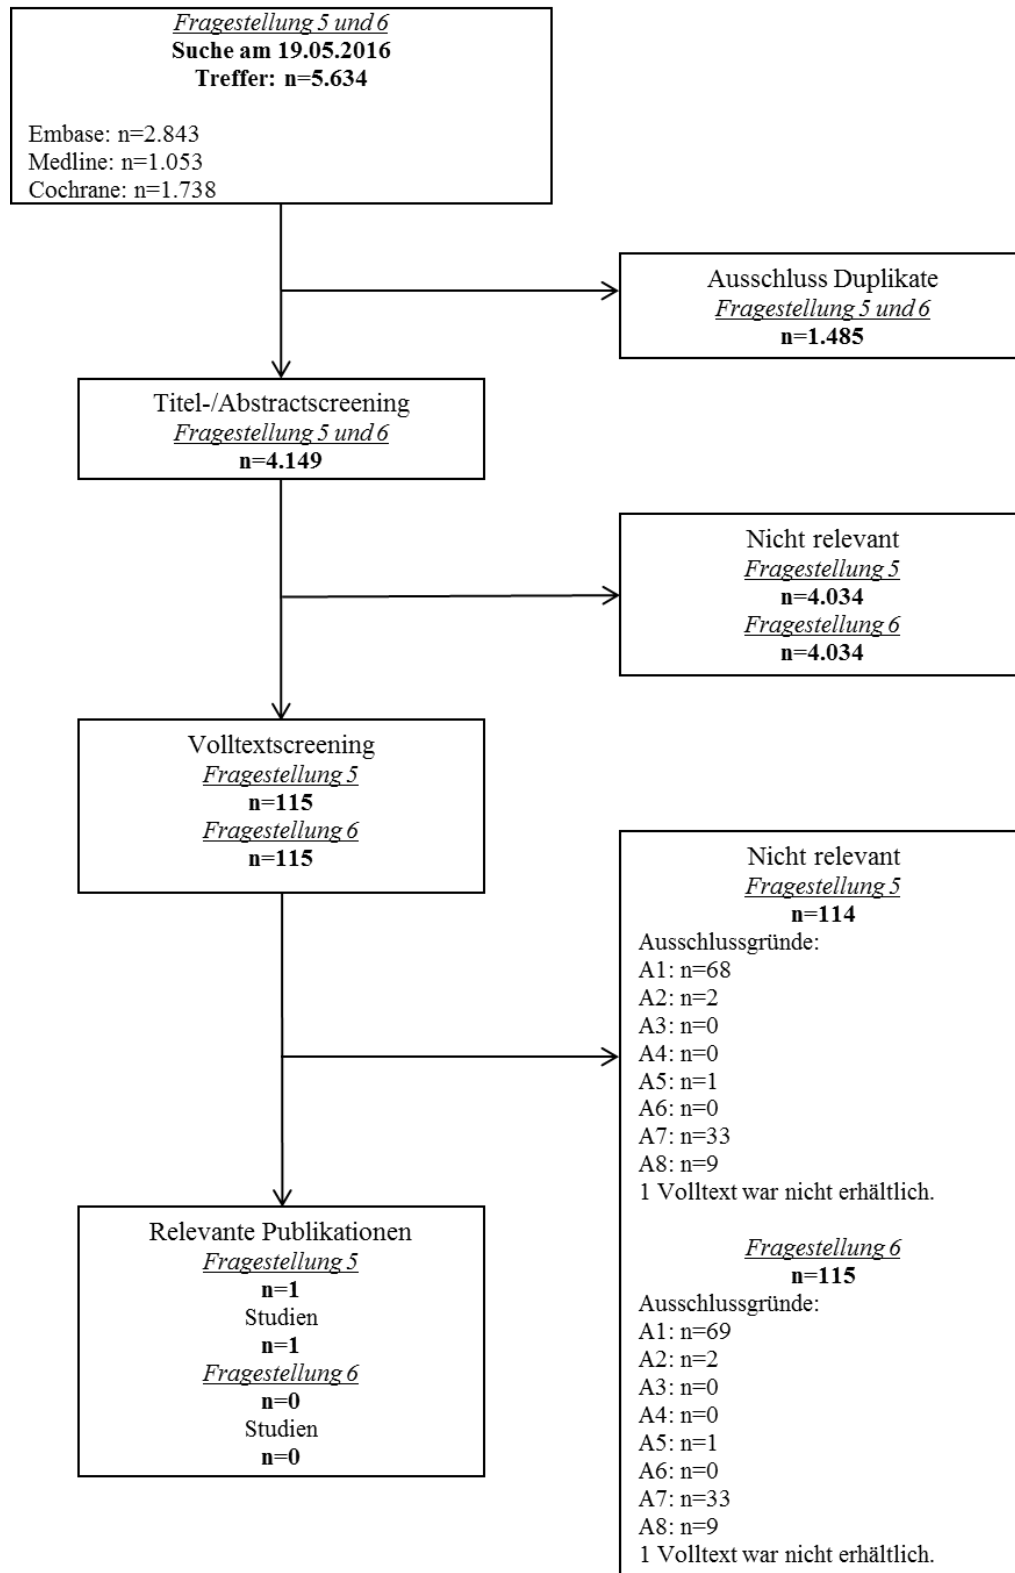 Fragestellung 5 und 6
Suche am 19.05.2016
Treffer: n=5.634
Embase: n=2.843
Medline: n=1.053
Cochrane: n=1.738
Ausschluss Duplikate
Fragestellung 5 und 6
n=1.485
Titel-/Abstractscreening
Fragestellung 5 und 6
n=4.149
Nicht relevant
Fragestellung 5
n=4.034
Fragestellung 6
n=4.034
Volltextscreening
Fragestellung 5
n=115
Fragestellung 6
n=115
Nicht relevant
Fragestellung 5
n=114
Ausschlussgründe:
A1: n=68
A2: n=2
A3: n=0
A4: n=0
A5: n=1
A6: n=0
A7: n=33
A8: n=9
1 Volltext war nicht erhältlich.
Fragestellung 6
n=115
Ausschlussgründe:
A1: n=69
A2: n=2
A3: n=0
A4: n=0
A5: n=1
A6: n=0
A7: n=33
A8: n=9
1 Volltext war nicht erhältlich.
Relevante Publikationen
Fragestellung 5
n=1
Studien
n=1
Fragestellung 6
n=0
Studien
n=0